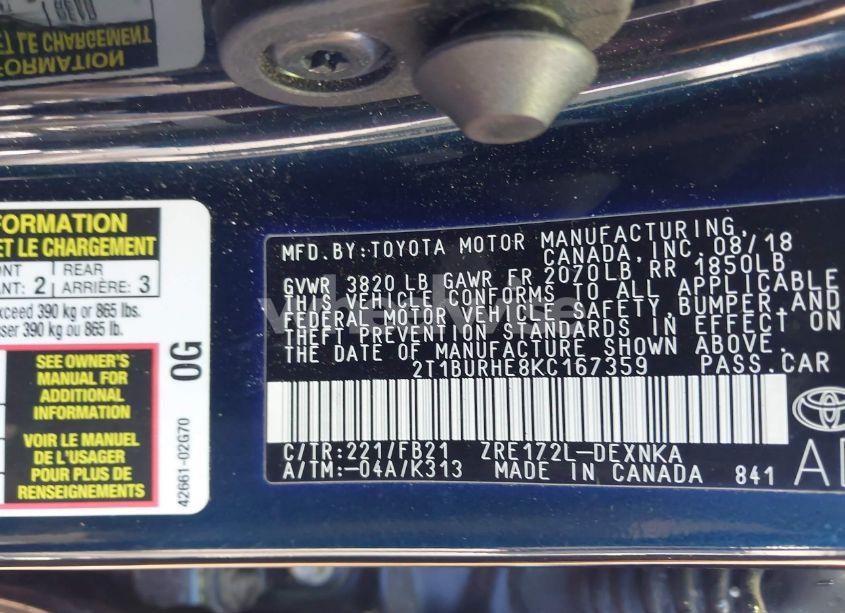 FORMATION
ET LE CHARGEMENT
FORMATION
ET LE CHARGEMENT
ONT 2 REAR 3
ANT: ARRIÈRE:
xceed 390 kg or 865 lbs.
sser 390 kg ou 865 lb.
SEE OWNER'S
MANUAL FOR
ADDITIONAL
INFORMATION
VOIR LE MANUEL
DE L'USAGER
POUR PLUS DE
RENSEIGNEMENTS
0G
42661-02G70
MFD.BY:TOYOTA MOTOR MANUFACTURING,
CANADA, INC. 08/18
GVWR 3820 LB GAWR FR 2070LB, RR 1850LB
THIS VEHICLE CONFORMS TO ALL APPLICABLE
FEDERAL MOTOR VEHICLE SAFETY, BUMPER, AND
THEFT PREVENTION STANDARDS IN EFFECT ON
THE DATE OF MANUFACTURE SHOWN ABOVE.
2T1BURHE8KC167359 PASS.CAR
C/TR:221/FB21 ZRE172L-DEXNKA
A/TM:-04A/K313 MADE IN CANADA 841